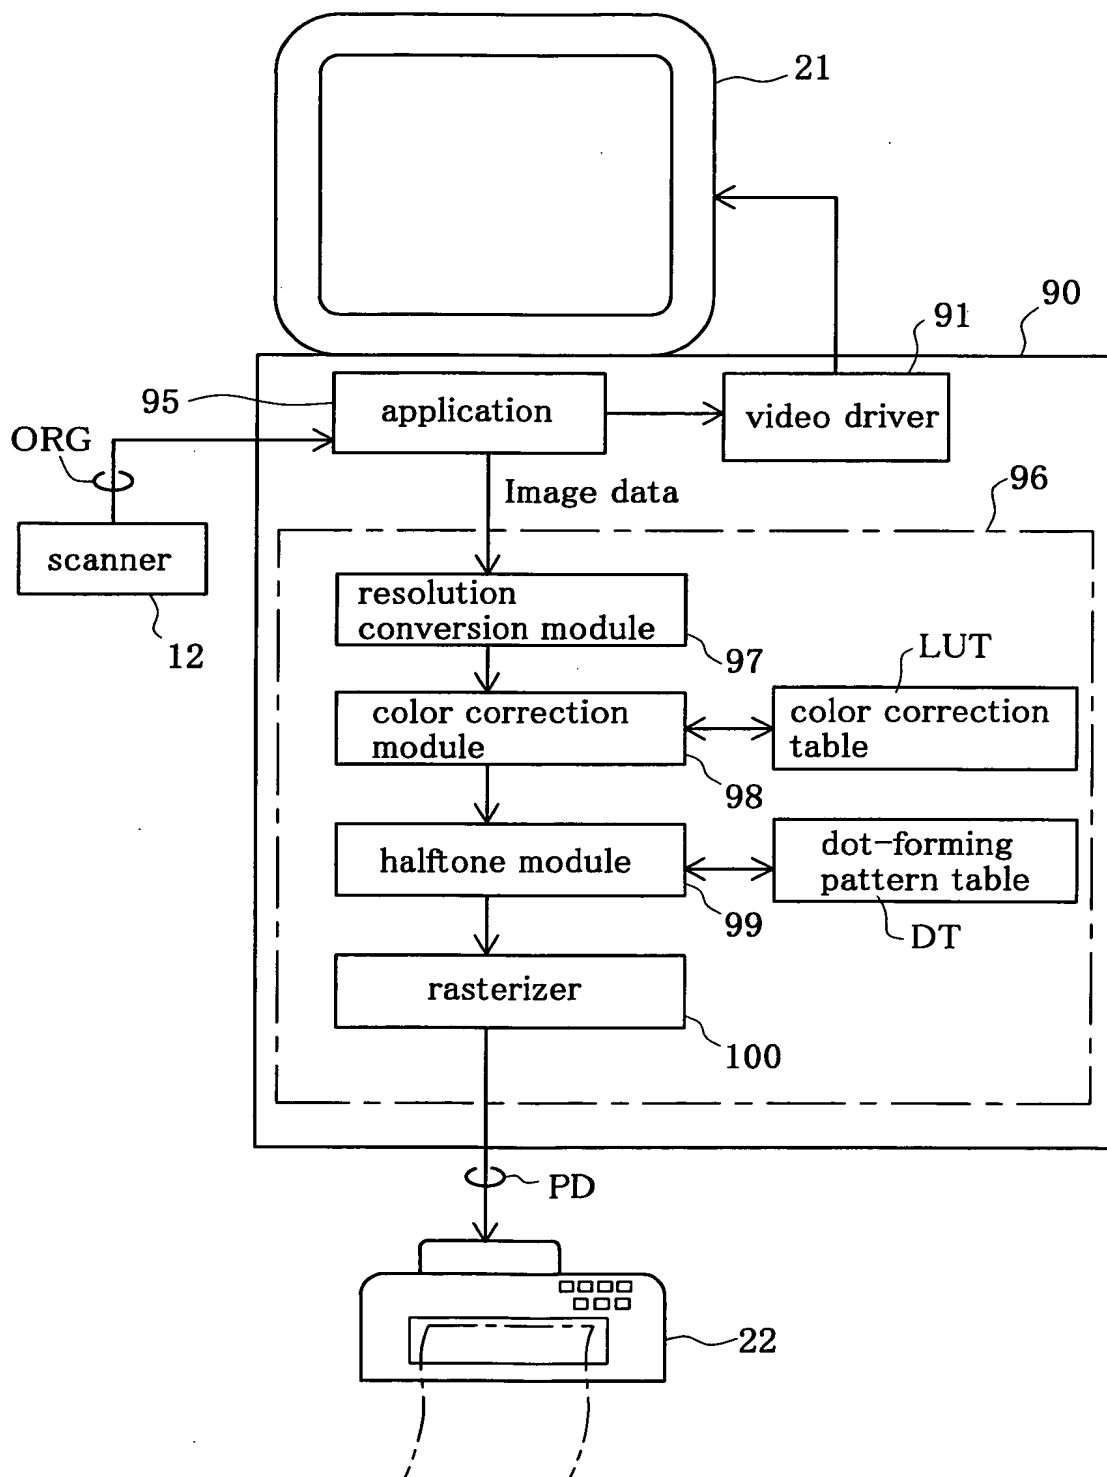 21
90
91
95
application
video driver
ORG
Image data
96
scanner
12
resolution
conversion module
97
LUT
color correction
module
color correction
table
98
halftone module
dot-forming
pattern table
99
DT
rasterizer
100
PD
22